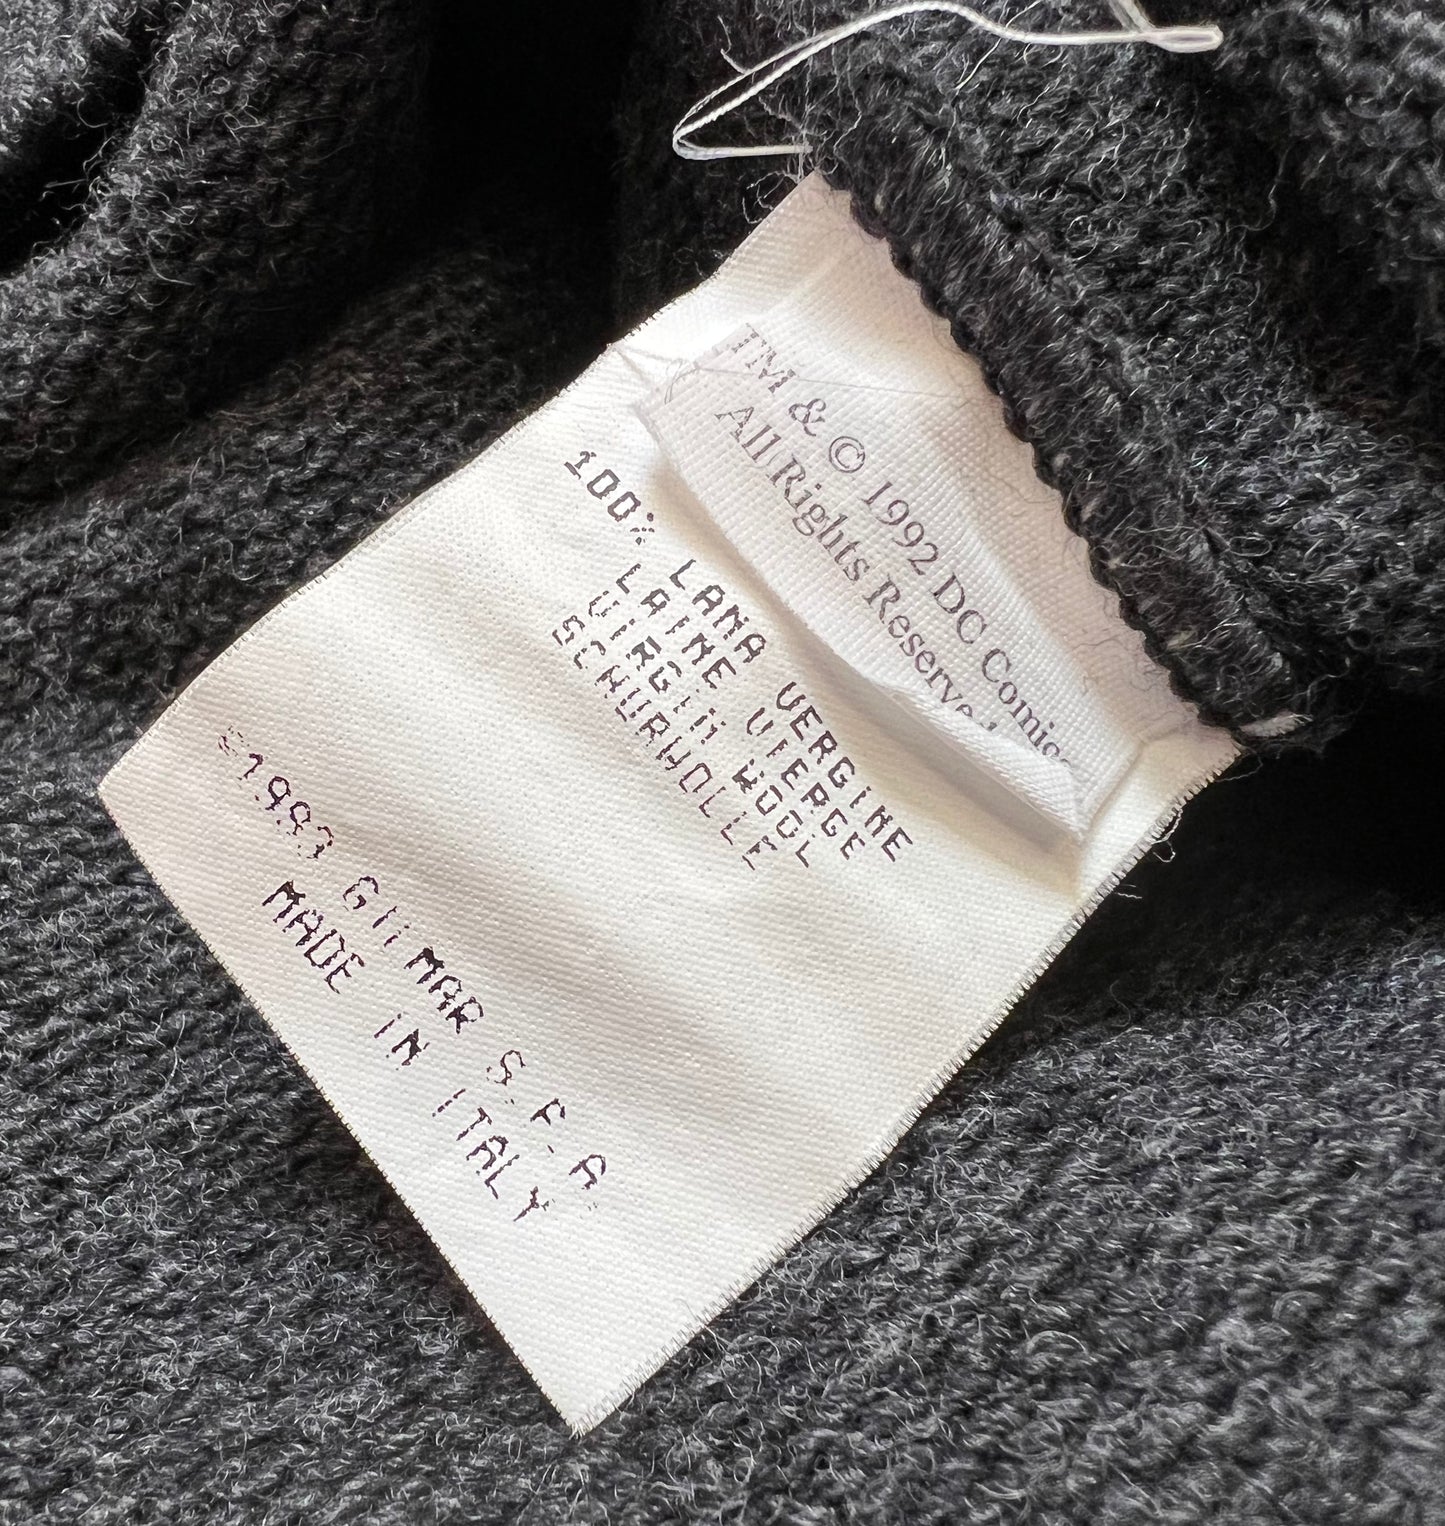 TM & © 1992 DC Comics
All Rights Reserved
100% LANA VERGINE
LAINE VIERGE
VIRGIN WOOL
SCHURWOLLE
©1993 GILMAR S.P.A
MADE IN ITALY